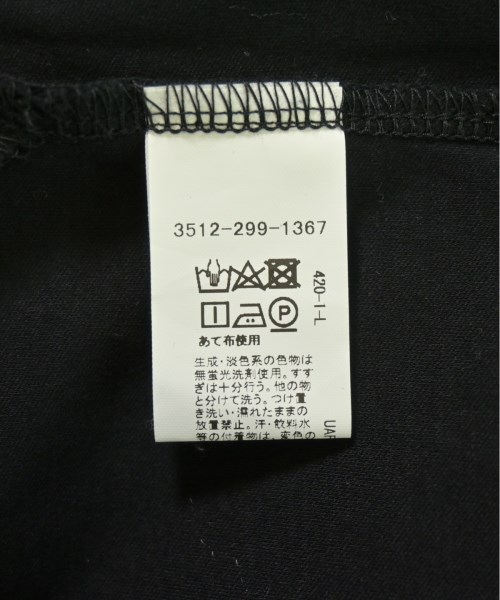 3512-299-1367
420-1-L
あて布使用
生成・淡色系の色物は
無蛍光洗剤使用。すす
ぎは十分行う。他の物
と分けて洗う。つけ置
き洗い・濡れたままの
放置禁止。汗・飲料水
等の付着物は、変色の
UAR